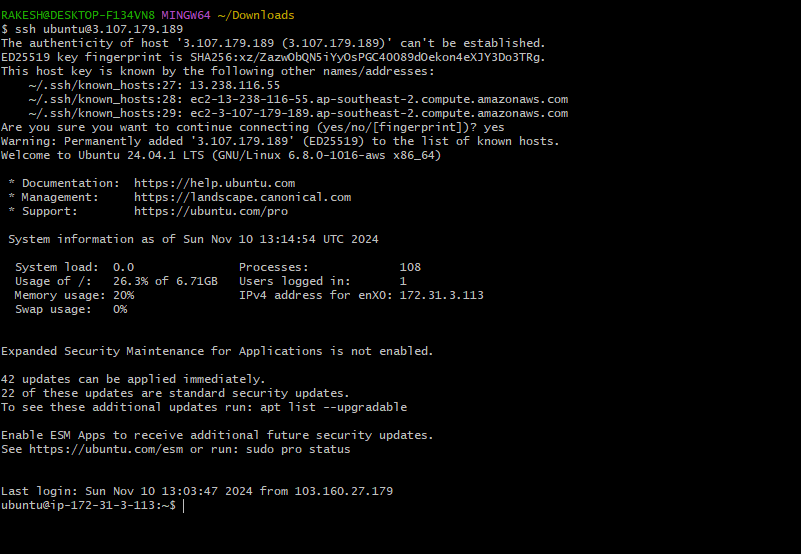 RAKESH@DESKTOP-F134VN8 MINGW64 ~/Downloads
$ ssh ubuntu@3.107.179.189
The authenticity of host '3.107.179.189 (3.107.179.189)' can't be established.
ED25519 key fingerprint is SHA256:xz/ZazwObQN5iYyOsPGC4OO89dOekon4eXJY3Do3TRg.
This host key is known by the following other names/addresses:
    ~/.ssh/known_hosts:27: 13.238.116.55
    ~/.ssh/known_hosts:28: ec2-13-238-116-55.ap-southeast-2.compute.amazonaws.com
    ~/.ssh/known_hosts:29: ec2-3-107-179-189.ap-southeast-2.compute.amazonaws.com
Are you sure you want to continue connecting (yes/no/[fingerprint])? yes
Warning: Permanently added '3.107.179.189' (ED25519) to the list of known hosts.
Welcome to Ubuntu 24.04.1 LTS (GNU/Linux 6.8.0-1016-aws x86_64)

 * Documentation:  https://help.ubuntu.com
 * Management:     https://landscape.canonical.com
 * Support:        https://ubuntu.com/pro

 System information as of Sun Nov 10 13:14:54 UTC 2024

  System load:  0.0               Processes:             108
  Usage of /:   26.3% of 6.71GB   Users logged in:       1
  Memory usage: 20%               IPv4 address for enX0: 172.31.3.113
  Swap usage:   0%


Expanded Security Maintenance for Applications is not enabled.

42 updates can be applied immediately.
22 of these updates are standard security updates.
To see these additional updates run: apt list --upgradable

Enable ESM Apps to receive additional future security updates.
See https://ubuntu.com/esm or run: sudo pro status


Last login: Sun Nov 10 13:03:47 2024 from 103.160.27.179
ubuntu@ip-172-31-3-113:~$